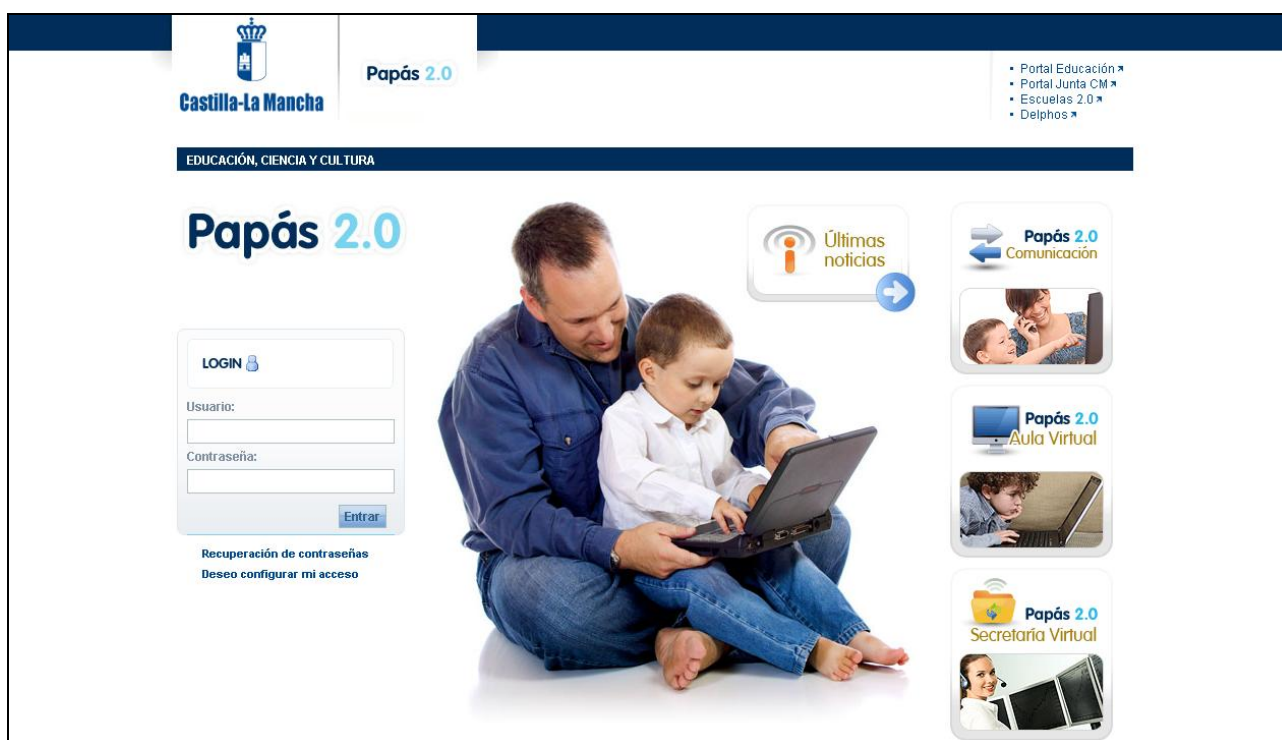 Castilla-La Mancha
Papás 2.0
Portal Educación
Portal Junta CM
Escuelas 2.0
Delphos
EDUCACIÓN, CIENCIA Y CULTURA
Papás 2.0
LOGIN
Usuario:
Contraseña:
Entrar
Recuperación de contraseñas
Deseo configurar mi acceso
Últimas
noticias
Papás 2.0
Comunicación
Papás 2.0
Aula Virtual
Papás 2.0
Secretaría Virtual